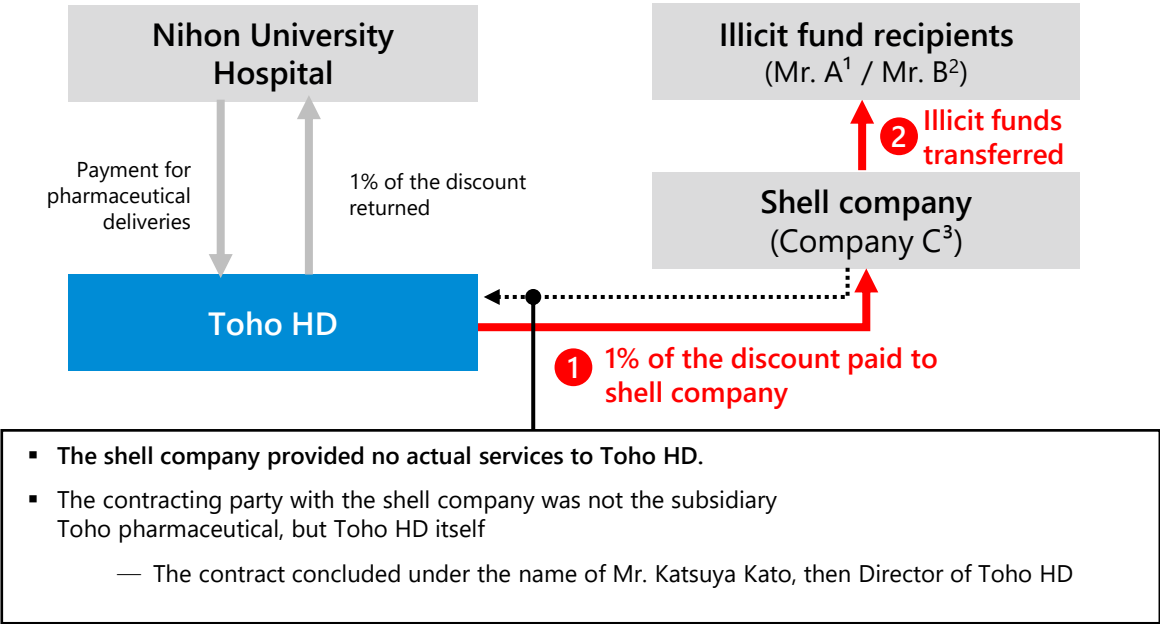 Nihon University
Hospital
Illicit fund recipients
(Mr. A¹ / Mr. B²)
2 Illicit funds
transferred
Payment for
pharmaceutical
deliveries
1% of the discount
returned
Shell company
(Company C³)
Toho HD
1 1% of the discount paid to
shell company
▪ The shell company provided no actual services to Toho HD.
▪ The contracting party with the shell company was not the subsidiary
Toho pharmaceutical, but Toho HD itself
— The contract concluded under the name of Mr. Katsuya Kato, then Director of Toho HD